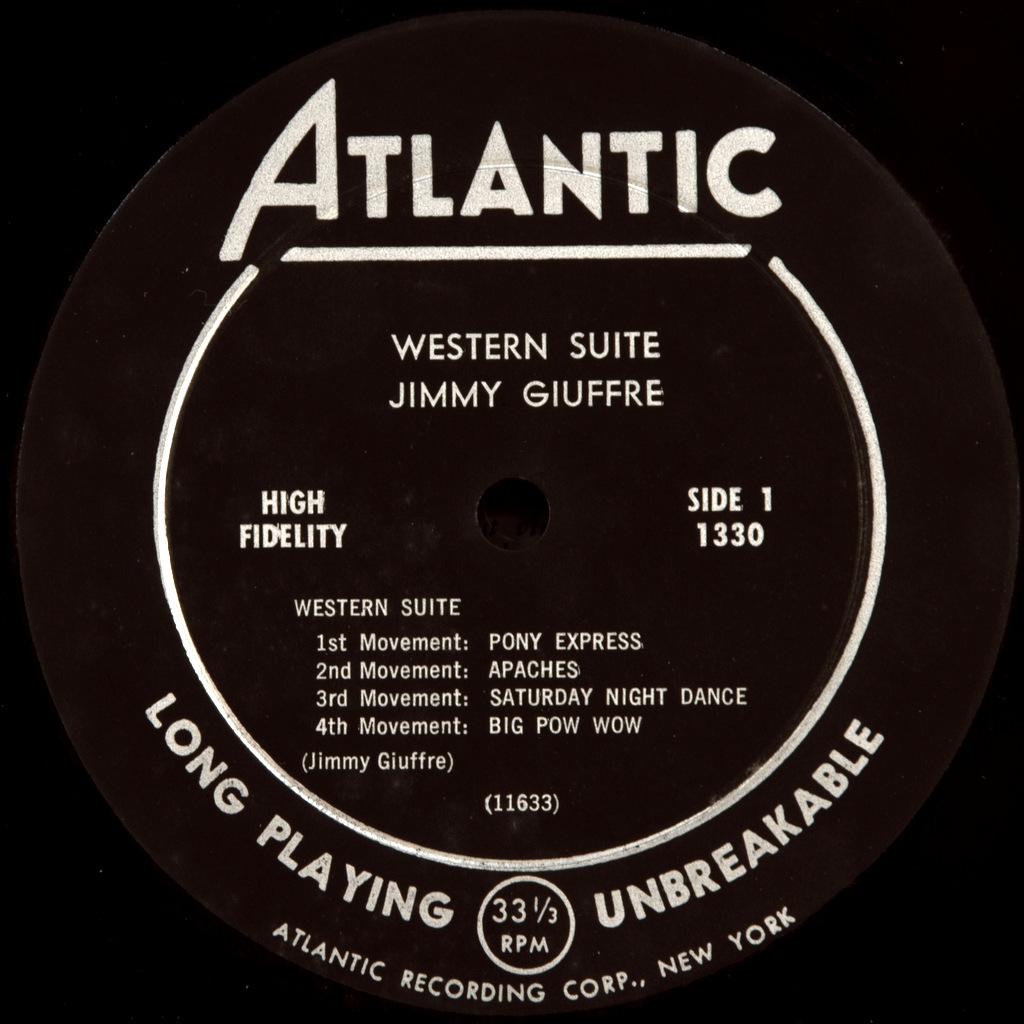 ATLANTIC
WESTERN SUITE
JIMMY GIUFFRE
HIGH
FIDELITY
SIDE 1
1330
WESTERN SUITE
1st Movement: PONY EXPRESS
2nd Movement: APACHES
3rd Movement: SATURDAY NIGHT DANCE
4th Movement: BIG POW WOW
(Jimmy Giuffre)
(11633)
LONG PLAYING
33 1/3
RPM
UNBREAKABLE
ATLANTIC RECORDING CORP., NEW YORK